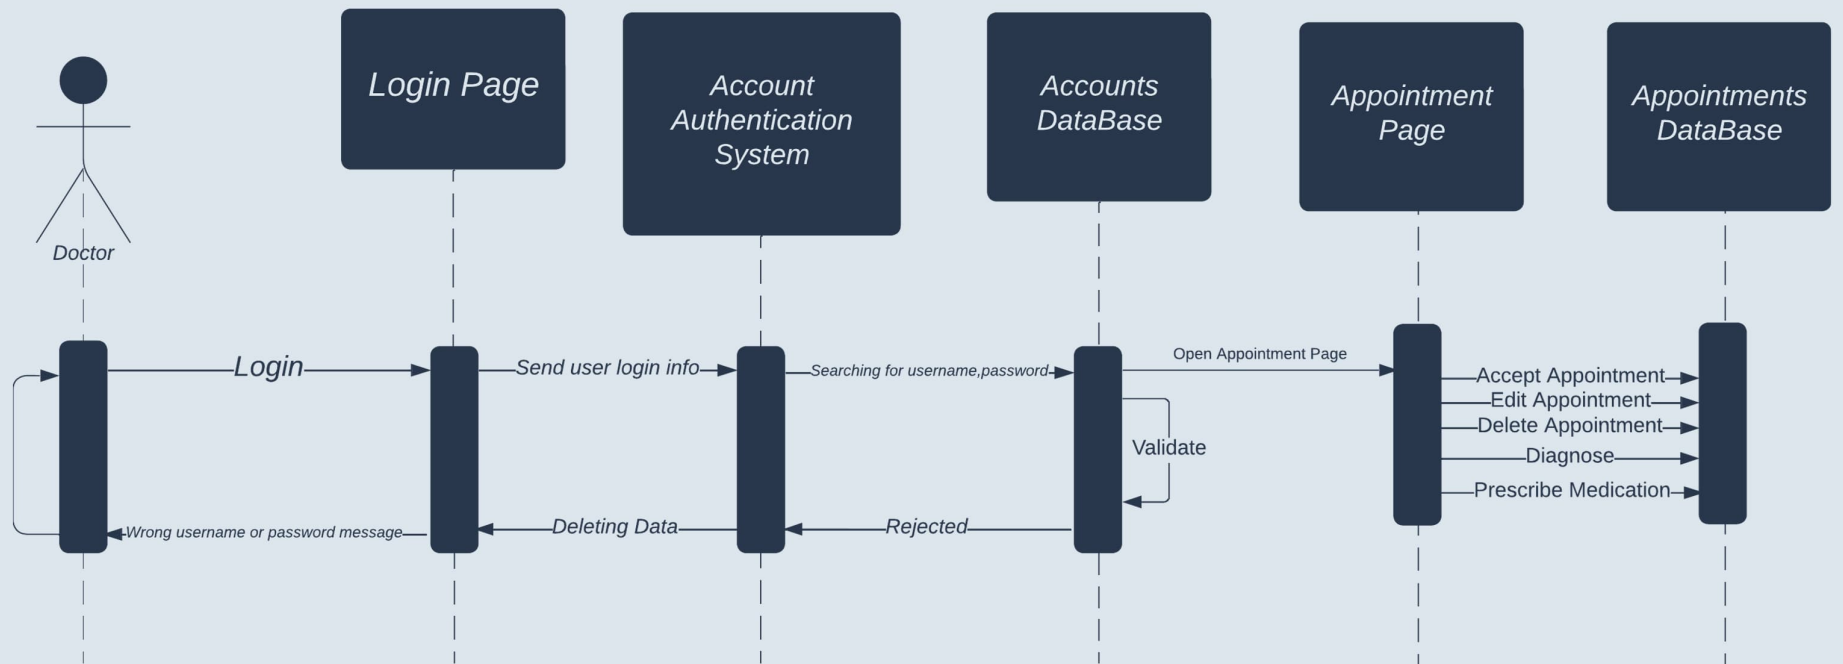 Login Page
Account
Authentication
System
Accounts
DataBase
Appointment
Page
Appointments
DataBase
Doctor
Login
Send user login info
Searching for username,password
Open Appointment Page
Accept Appointment
Edit Appointment
Delete Appointment
Validate
Diagnose
Prescribe Medication
Wrong username or password message
Deleting Data
Rejected